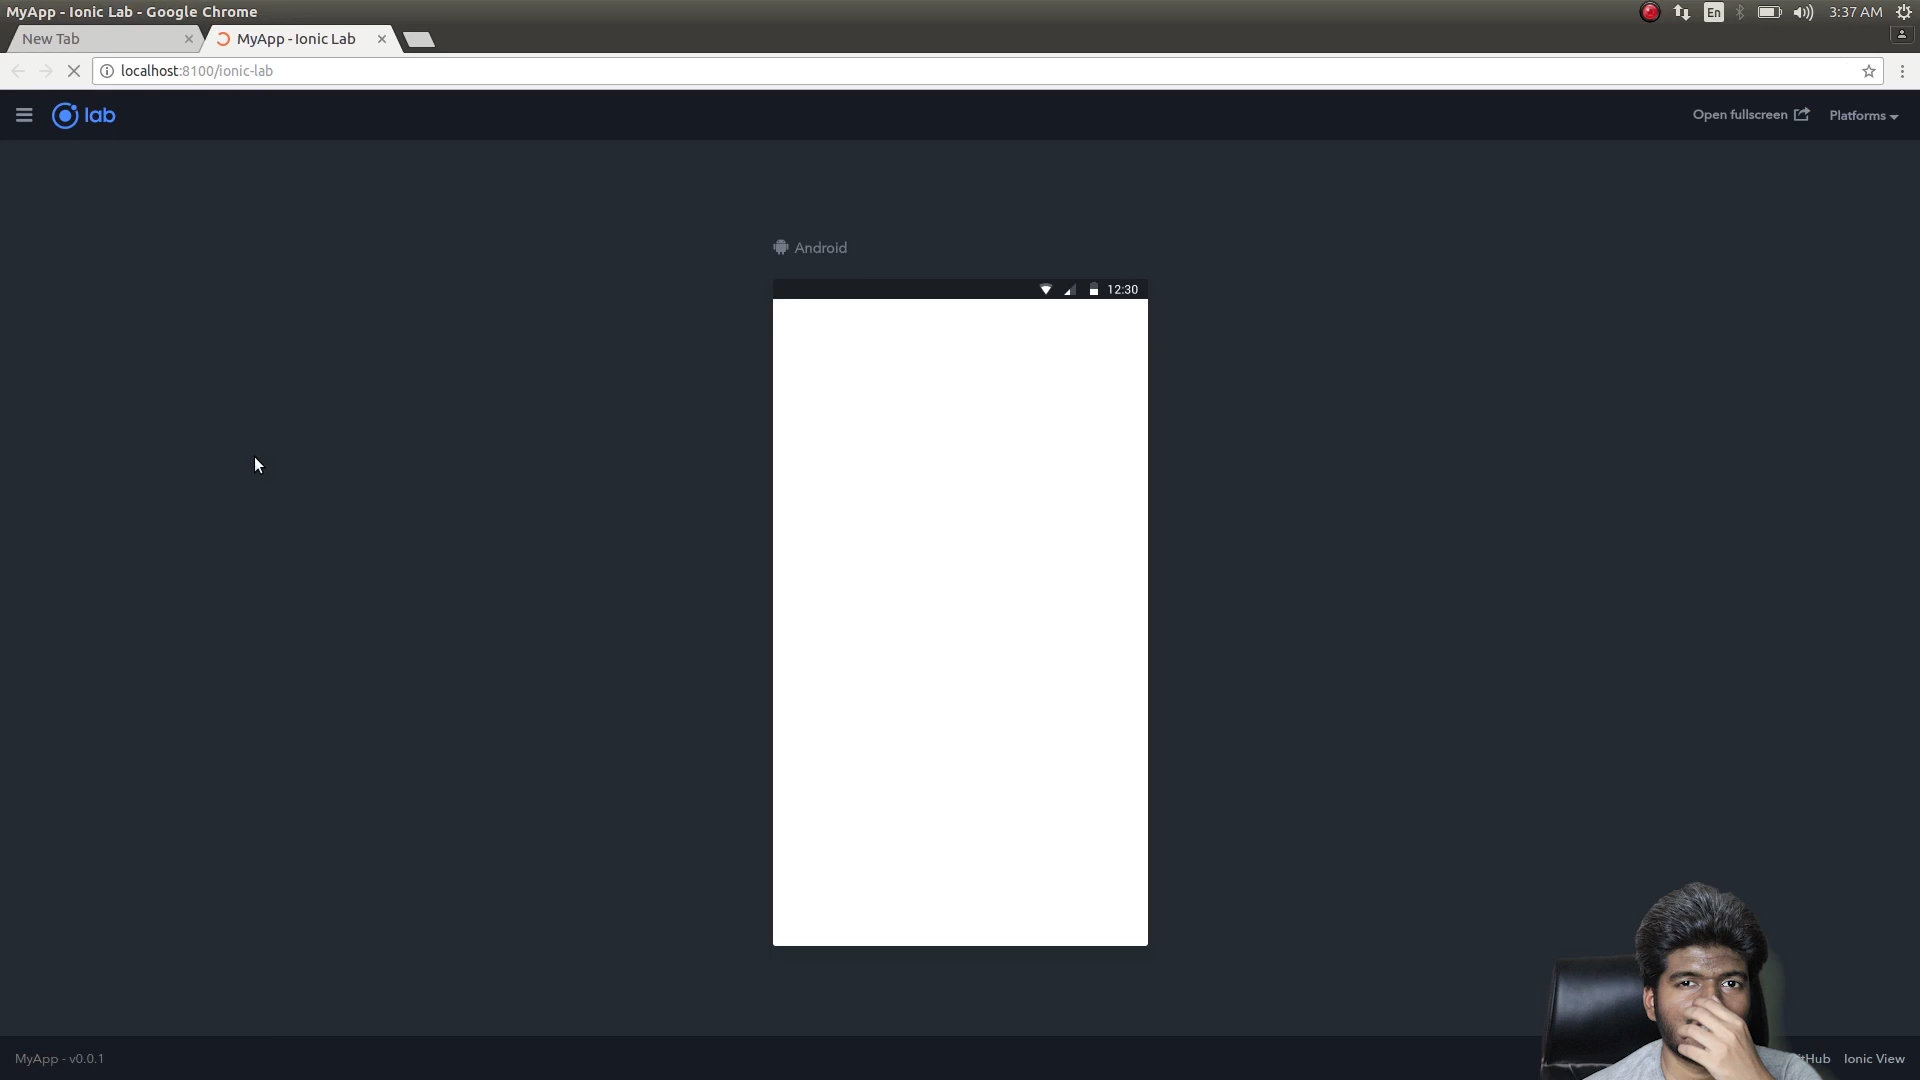 MyApp - Ionic Lab - Google Chrome
En
3:37 AM
New Tab
MyApp - Ionic Lab
localhost:8100/ionic-lab
lab
Open fullscreen
Platforms
Android
12:30
MyApp - v0.0.1
tHub
Ionic View